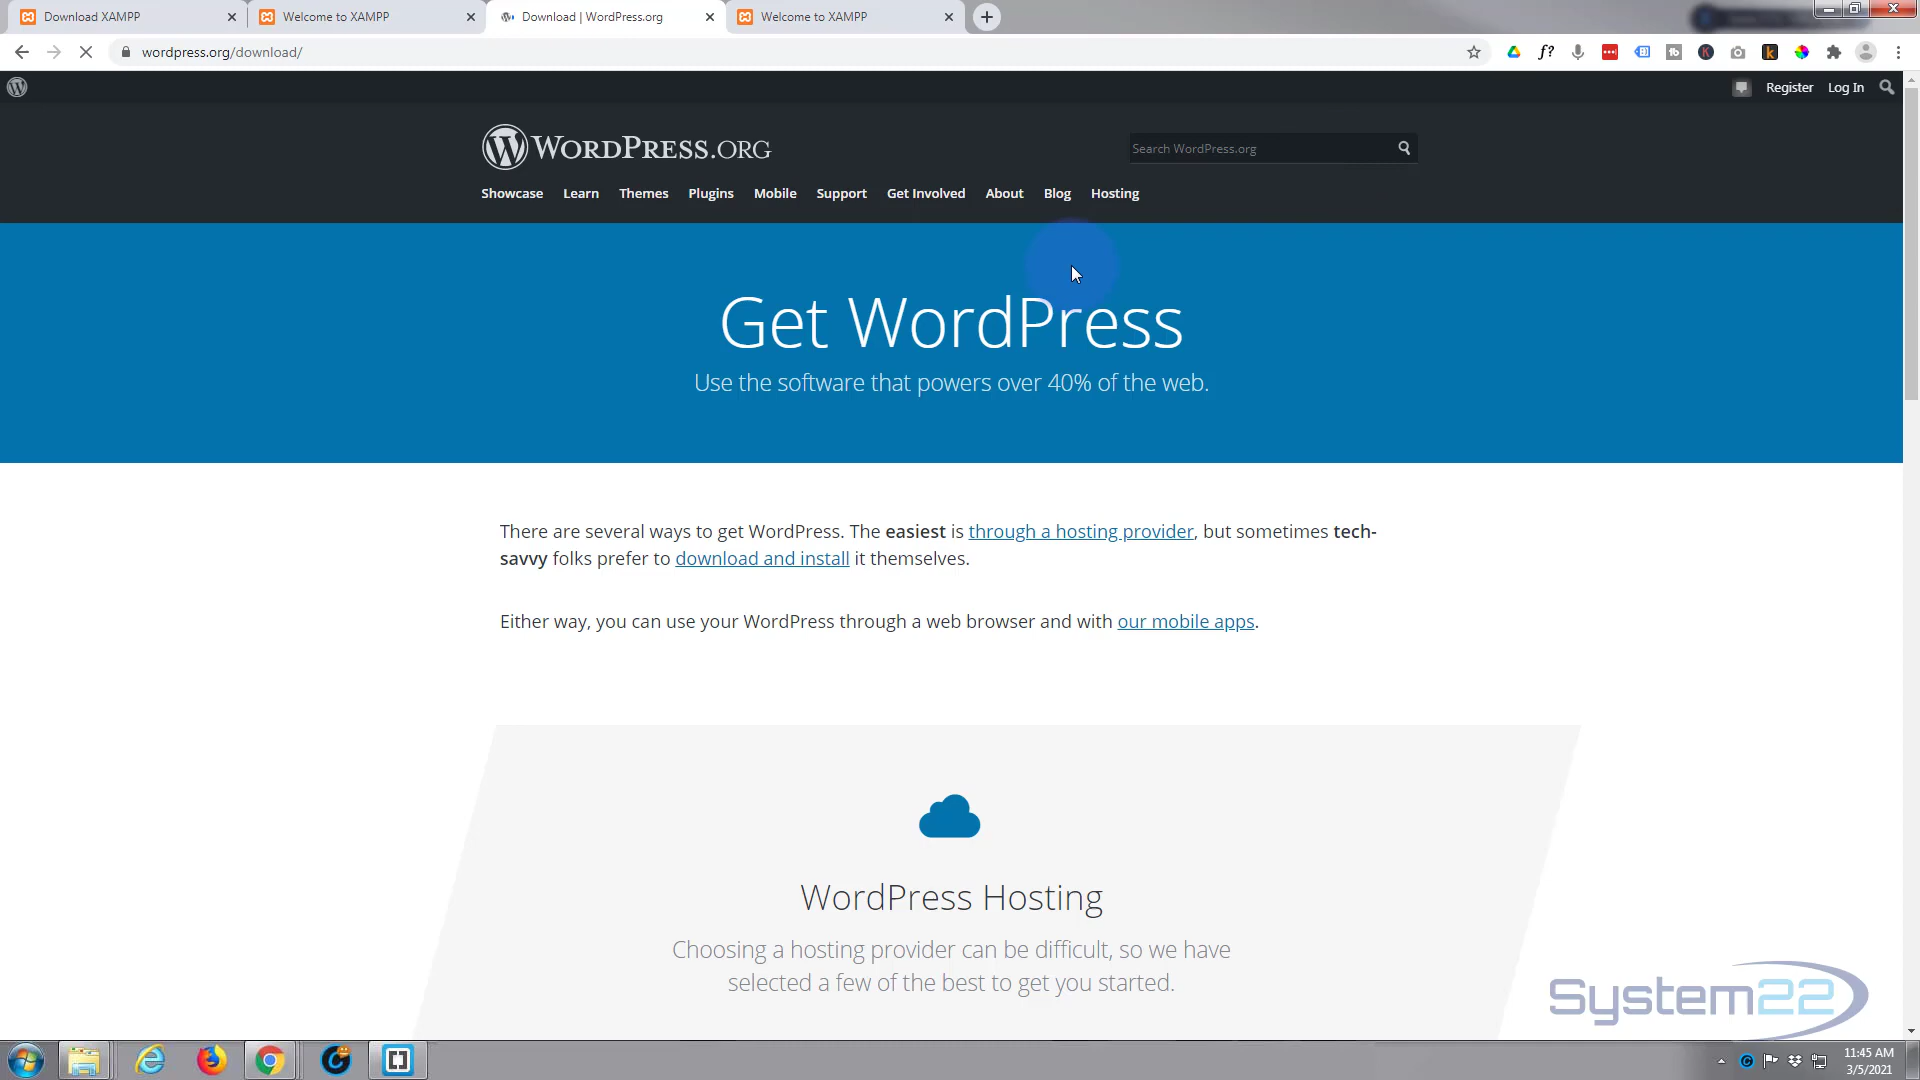 Download XAMPP
Welcome to XAMPP
Download | WordPress.org
Welcome to XAMPP
wordpress.org/download/
f?
Register
Log In
WORDPRESS.ORG
Search WordPress.org
Showcase
Learn
Themes
Plugins
Mobile
Support
Get Involved
About
Blog
Hosting
Get WordPress
Use the software that powers over 40% of the web.
There are several ways to get WordPress. The easiest is through a hosting provider, but sometimes tech-
savvy folks prefer to download and install it themselves.
Either way, you can use your WordPress through a web browser and with our mobile apps.
WordPress Hosting
Choosing a hosting provider can be difficult, so we have
selected a few of the best to get you started.
System22
11:45 AM
3/5/2021